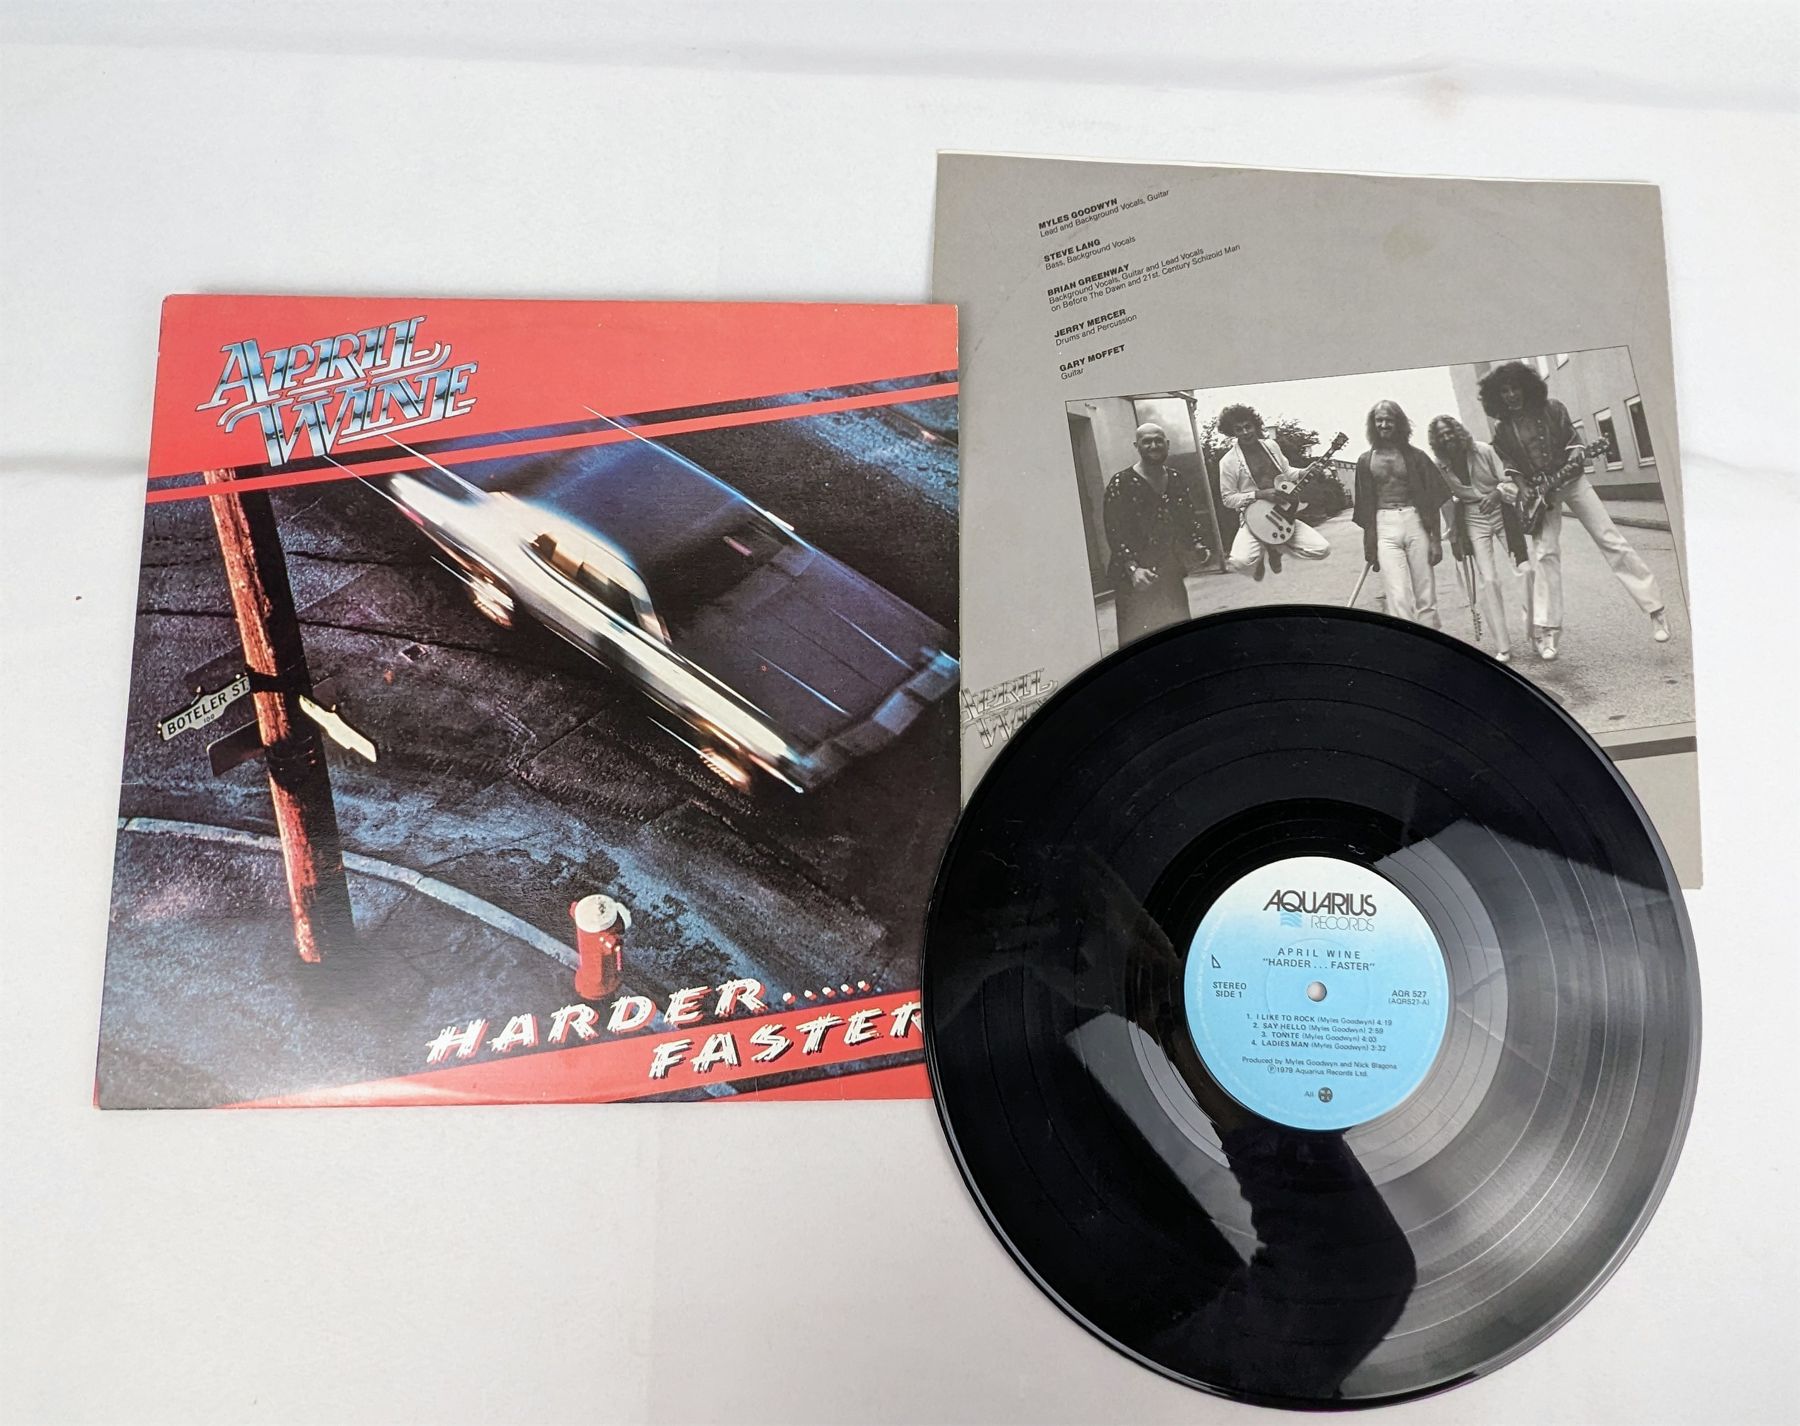 APRIL
WINE
BOTELER ST.
100
HARDER.....
FASTER
MYLES GOODWYN
Lead and Background Vocals, Guitar
STEVE LANG
Bass, Background Vocals
BRIAN GREENWAY
Background Vocals, Guitar and Lead Vocals
on Before The Dawn and 21st. Century Schizoid Man
JERRY MERCER
Drums and Percussion
GARY MOFFET
Guitar
APRIL
AQUARIUS
RECORDS
APRIL WINE
"HARDER...FASTER"
STEREO
SIDE 1
AQR 527
(AQR527-A)
1. I LIKE TO ROCK (Myles Goodwyn) 4:19
2. SAY HELLO (Myles Goodwyn) 2:59
3. TONITE (Myles Goodwyn) 4:03
4. LADIES MAN (Myles Goodwyn) 3:32
Produced by Myles Goodwyn and Nick Blagona
Ⓟ1979 Aquarius Records Ltd.